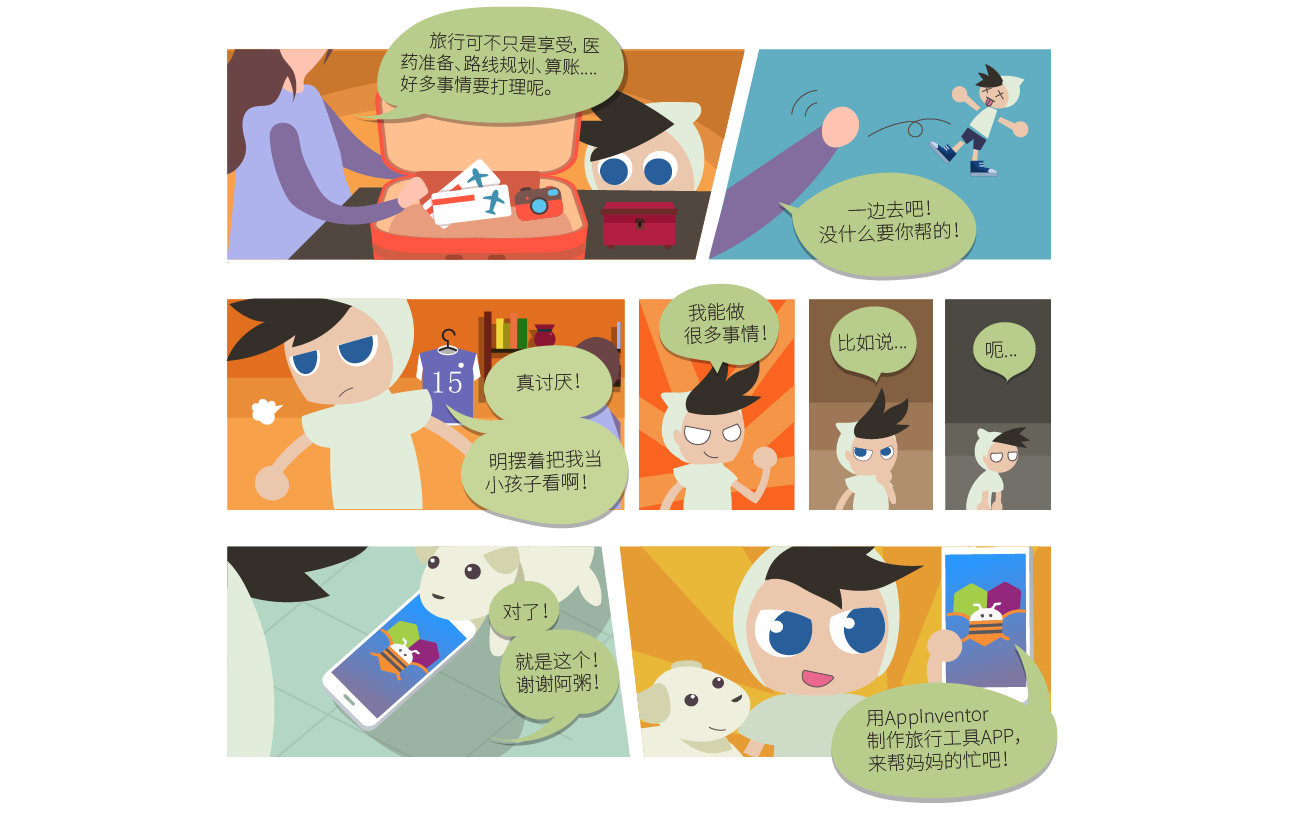 旅行可不只是享受，医
药准备、路线规划、算账....
好多事情要打理呢。
一边去吧！
没什么要你帮的！
15
真讨厌！
明摆着把我当
小孩子看啊！
我能做
很多事情！
比如说...
呃...
对了！
就是这个！
谢谢阿粥！
用AppInventor
制作旅行工具APP，
来帮妈妈的忙吧！